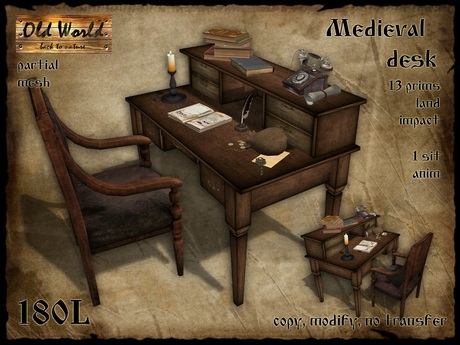 Old World
back to nature
partial
mesh
Medieval
desk
13 prims
land
impact
1 sit
anim
180L
copy, modify, no transfer